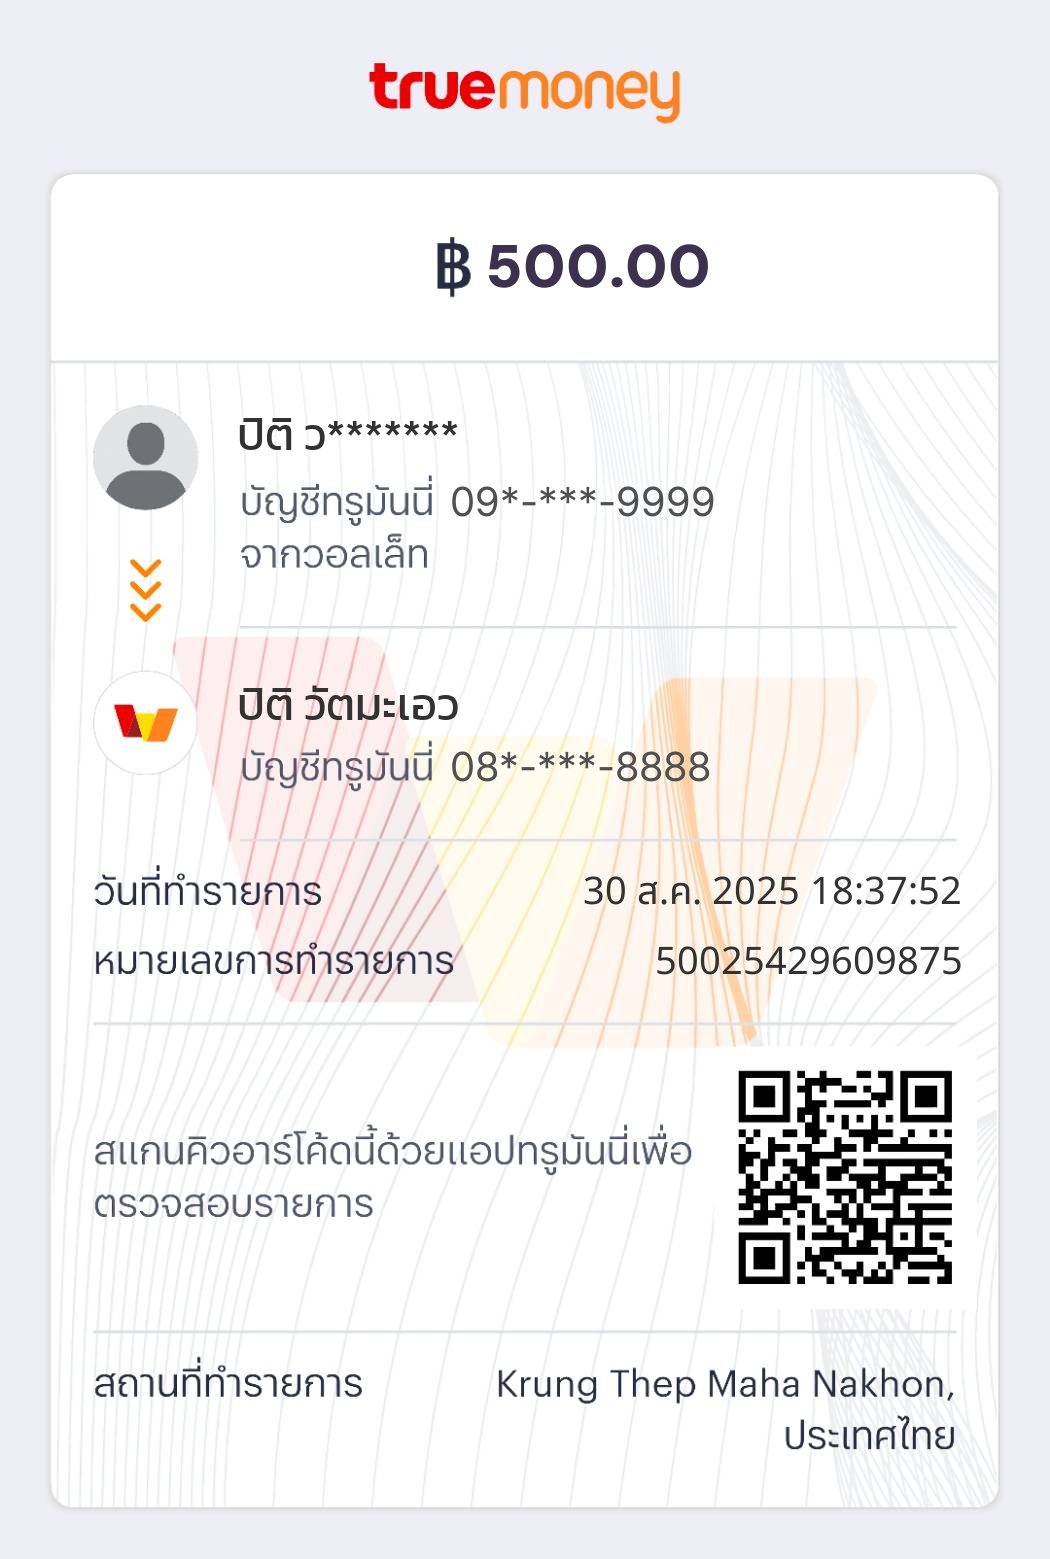 truemoney
฿ 500.00
ปิติ ว*******
บัญชีทรูมันนี่ 09*-***-9999
จากวอลเล็ท
ปิติ วัตมะเอว
บัญชีทรูมันนี่ 08*-***-8888
วันที่ทำรายการ 30 ส.ค. 2025 18:37:52
หมายเลขการทำรายการ 50025429609875
สแกนคิวอาร์โค้ดนี้ด้วยแอปทรูมันนี่เพื่อ
ตรวจสอบรายการ
สถานที่ทำรายการ Krung Thep Maha Nakhon,
ประเทศไทย